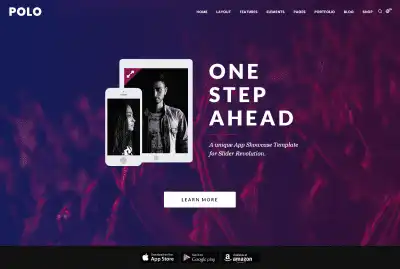 POLO
HOME LAYOUT FEATURES ELEMENTS PAGES PORTFOLIO BLOG SHOP
ONE
STEP
AHEAD
A unique App Showcase Template
for Slider Revolution.
LEARN MORE
App Store
Google play
amazon